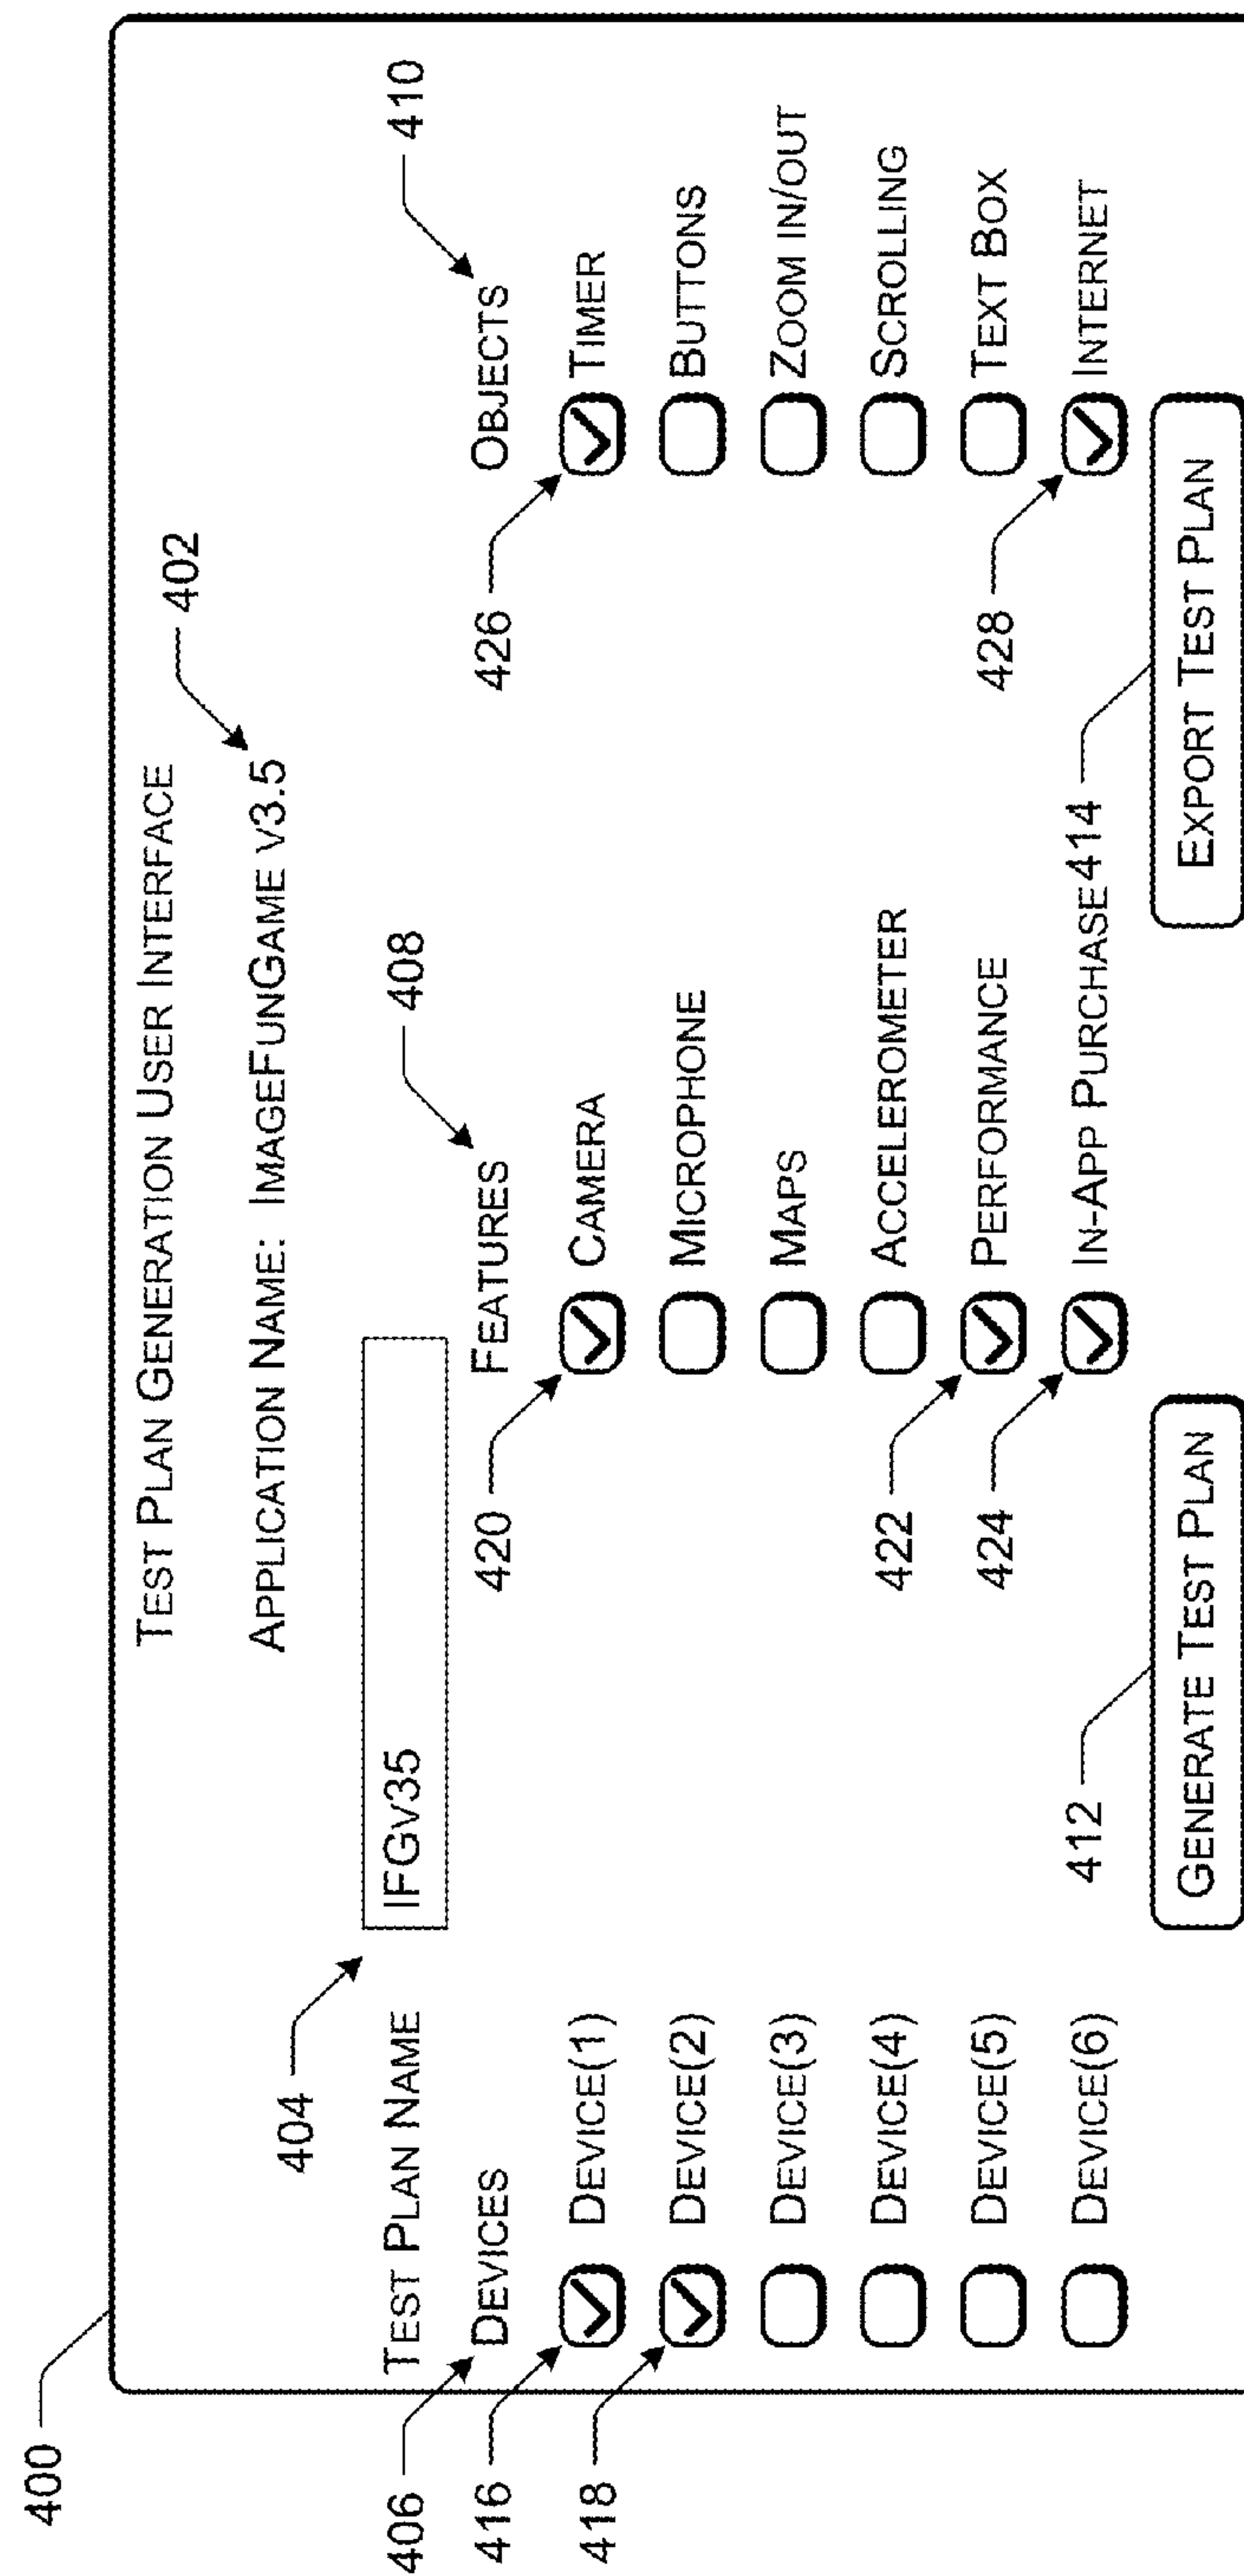 400
TEST PLAN GENERATION USER INTERFACE
402
APPLICATION NAME: IMAGEFUNGAME V3.5
404
TEST PLAN NAME IFGV35
406 408 410
DEVICES FEATURES OBJECTS
416 420 426
DEVICE(1) CAMERA TIMER
418
DEVICE(2) MICROPHONE BUTTONS
DEVICE(3) MAPS ZOOM IN/OUT
DEVICE(4) ACCELEROMETER SCROLLING
422
DEVICE(5) PERFORMANCE TEXT BOX
424 428
DEVICE(6) IN-APP PURCHASE INTERNET
412 414
GENERATE TEST PLAN EXPORT TEST PLAN